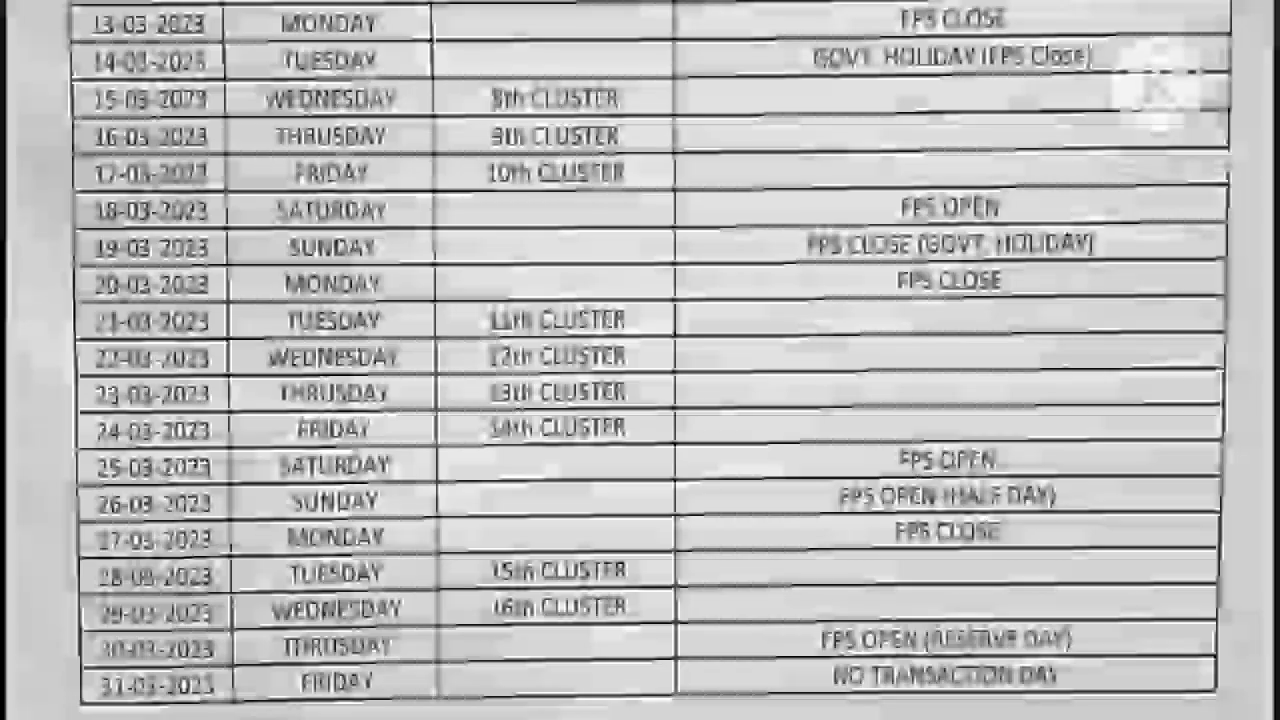 13-03-2023 MONDAY FPS CLOSE
14-03-2023 TUESDAY GOVT. HOLIDAY (FPS Close)
15-03-2023 WEDNESDAY 8th CLUSTER
16-03-2023 THRUSDAY 9th CLUSTER
17-03-2023 FRIDAY 10th CLUSTER
18-03-2023 SATURDAY FPS OPEN
19-03-2023 SUNDAY FPS CLOSE (GOVT. HOLIDAY)
20-03-2023 MONDAY FPS CLOSE
21-03-2023 TUESDAY 11th CLUSTER
22-03-2023 WEDNESDAY 12th CLUSTER
23-03-2023 THRUSDAY 13th CLUSTER
24-03-2023 FRIDAY 14th CLUSTER
25-03-2023 SATURDAY FPS OPEN
26-03-2023 SUNDAY FPS OPEN (HALF DAY)
27-03-2023 MONDAY FPS CLOSE
28-03-2023 TUESDAY 15th CLUSTER
29-03-2023 WEDNESDAY 16th CLUSTER
30-03-2023 THRUSDAY FPS OPEN (RESERVE DAY)
31-03-2023 FRIDAY NO TRANSACTION DAY